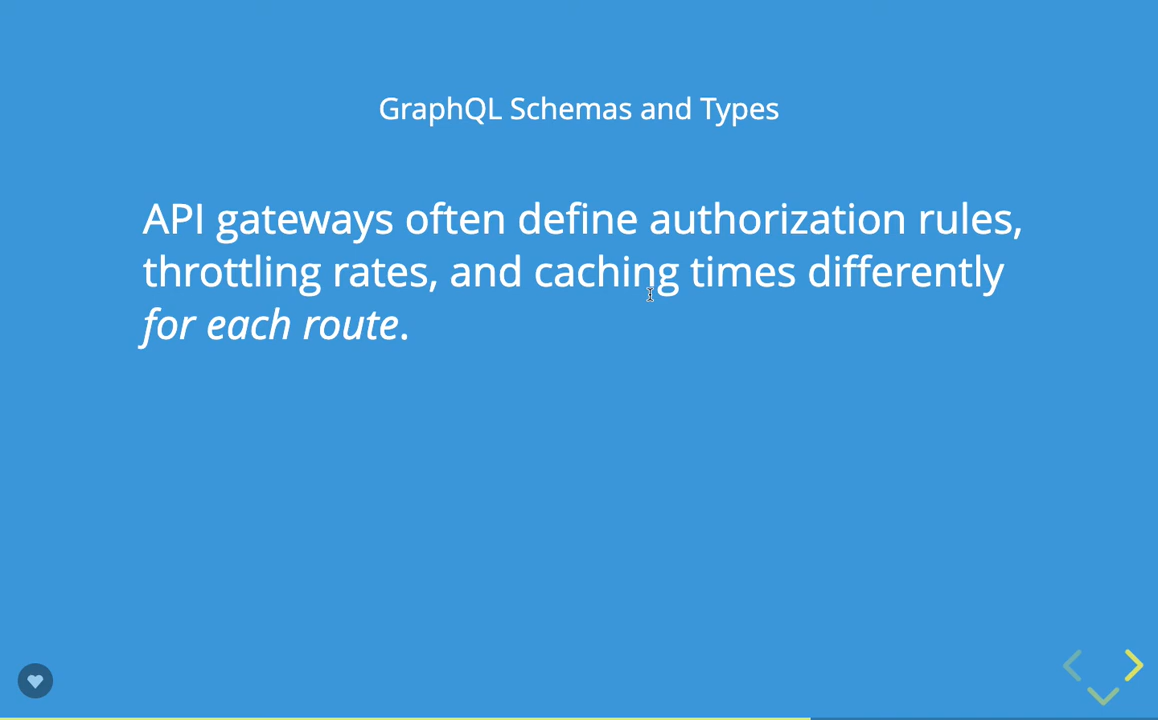 GraphQL Schemas and Types
API gateways often define authorization rules,
throttling rates, and caching times differently
for each route.